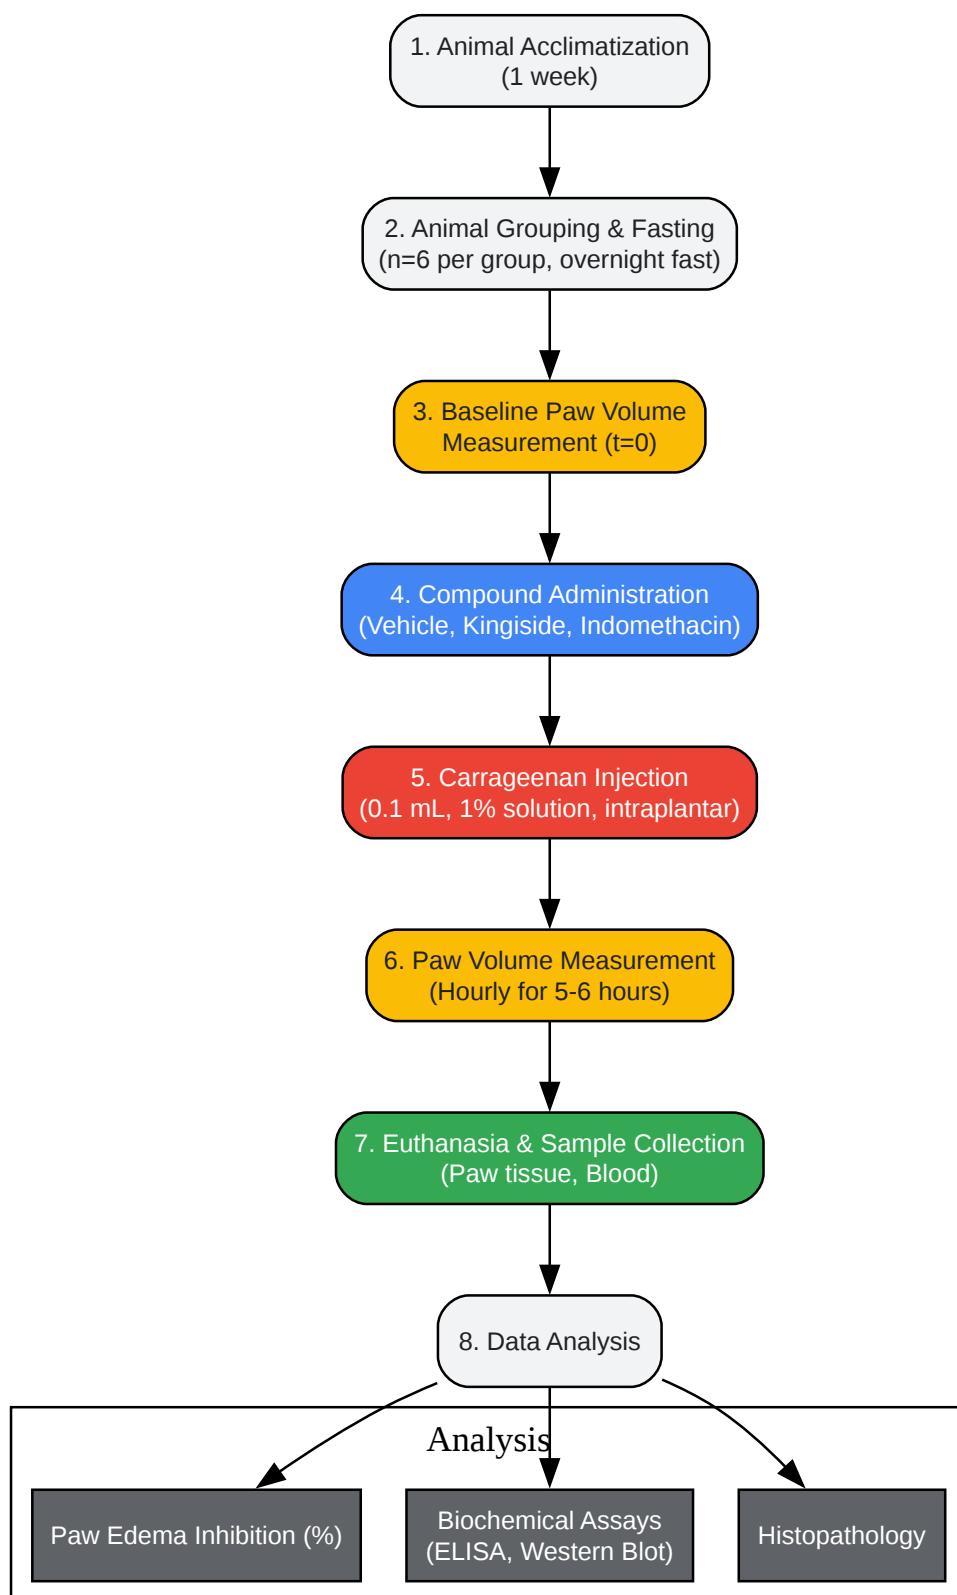 1. Animal Acclimatization
(1 week)
2. Animal Grouping & Fasting
(n=6 per group, overnight fast)
3. Baseline Paw Volume
Measurement (t=0)
4. Compound Administration
(Vehicle, Kingiside, Indomethacin)
5. Carrageenan Injection
(0.1 mL, 1% solution, intraplantar)
6. Paw Volume Measurement
(Hourly for 5-6 hours)
7. Euthanasia & Sample Collection
(Paw tissue, Blood)
8. Data Analysis
Analysis
Paw Edema Inhibition (%)
Biochemical Assays
(ELISA, Western Blot)
Histopathology